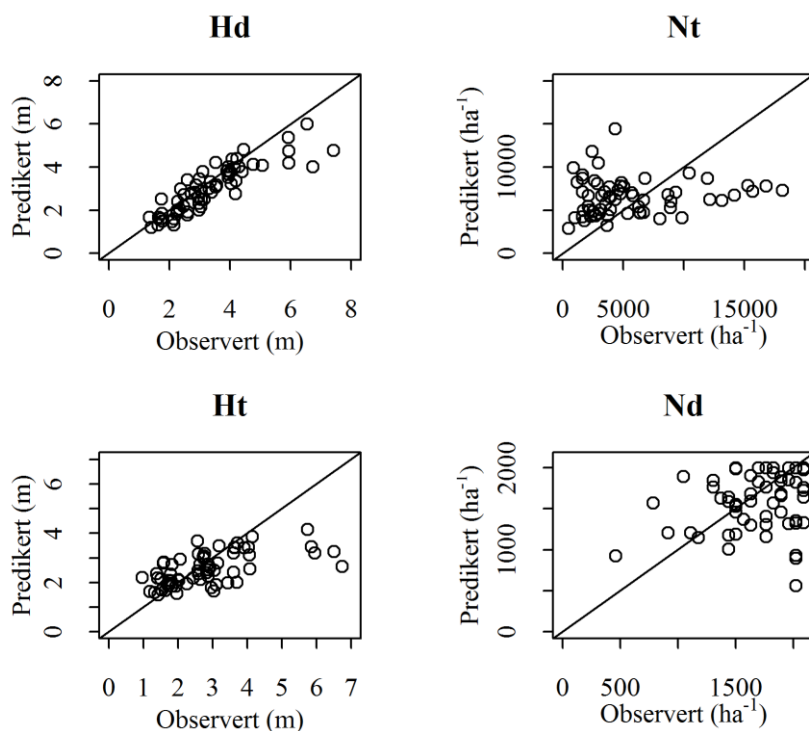 Hd
Predikert (m)
0 2 4 6 8
0 2 4 6 8
Observert (m)
Nt
Predikert (ha-1)
0 10000
0 5000 15000
Observert (ha-1)
Ht
Predikert (m)
0 2 4 6
0 1 2 3 4 5 6 7
Observert (m)
Nd
Predikert (ha-1)
0 1000 2000
0 500 1500
Observert (ha-1)